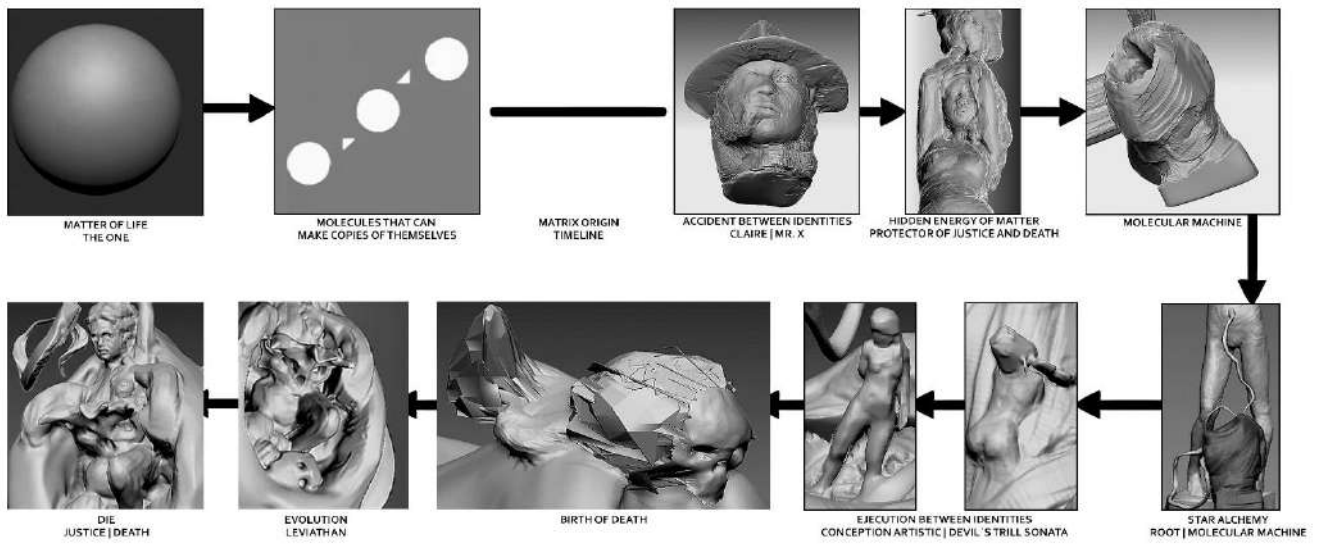 MATTER OF LIFE
THE ONE
MOLECULES THAT CAN
MAKE COPIES OF THEMSELVES
MATRIX ORIGIN
TIMELINE
ACCIDENT BETWEEN IDENTITIES
CLAIRE | MR. X
HIDDEN ENERGY OF MATTER
PROTECTOR OF JUSTICE AND DEATH
MOLECULAR MACHINE
DIE
JUSTICE | DEATH
EVOLUTION
LEVIATHAN
BIRTH OF DEATH
EJECUTION BETWEEN IDENTITIES
CONCEPTION ARTISTIC | DEVIL´S TRILL SONATA
STAR ALCHEMY
ROOT | MOLECULAR MACHINE